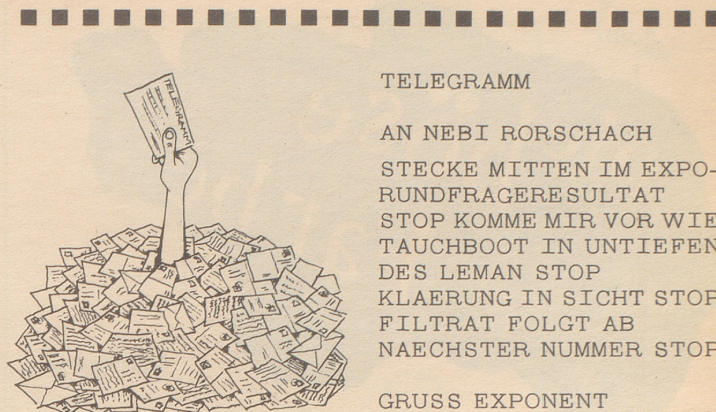 TELEGRAMM
TELEGRAMM
AN NEBI RORSCHACH
STECKE MITTEN IM EXPO-
RUNDFRAGERESULTAT
STOP KOMME MIR VOR WIE
TAUCHBOOT IN UNTIEFEN
DES LEMAN STOP
KLAERUNG IN SICHT STOP
FILTRAT FOLGT AB
NAECHSTER NUMMER STOP
GRUSS EXPONENT